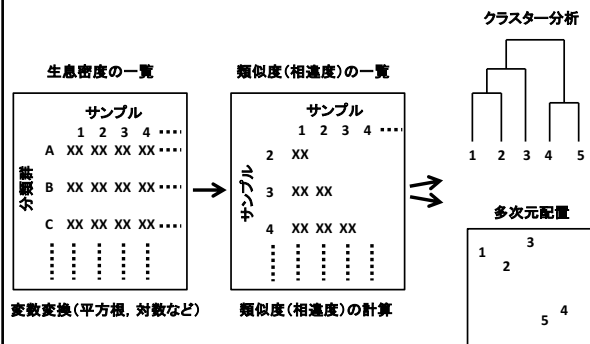 生息密度の一覧
サンプル
1 2 3 4 ·····
分類群
A XX XX XX XX ·····
B XX XX XX XX ·····
C XX XX XX XX ·····
変数変換(平方根, 対数など)
類似度(相違度)の一覧
サンプル
1 2 3 4 ·····
サンプル
2 XX
3 XX XX
4 XX XX XX
類似度(相違度)の計算
クラスター分析
1 2 3 4 5
多次元配置
1
2
3
4
5